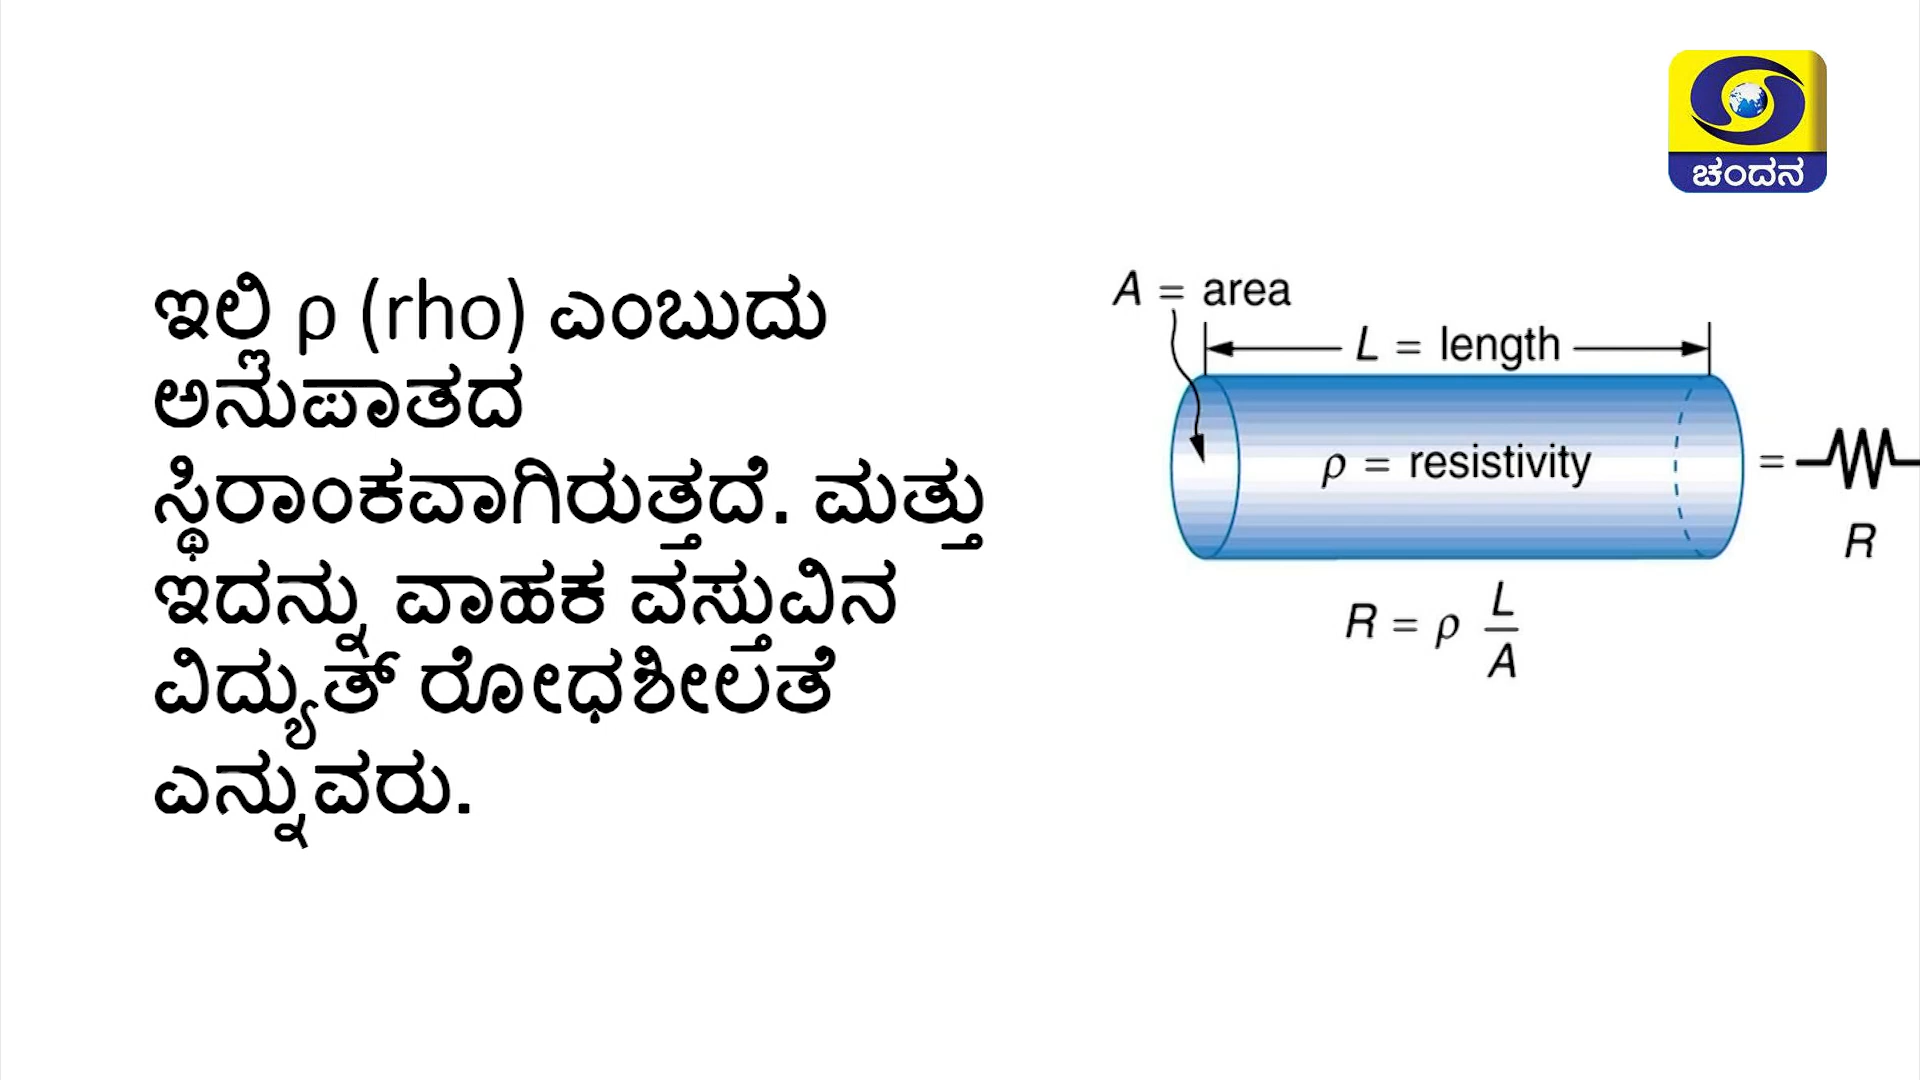 ಚಂದನ
ಇಲ್ಲಿ ρ (rho) ಎಂಬುದು
ಅನುಪಾತದ
ಸ್ಥಿರಾಂಕವಾಗಿರುತ್ತದೆ. ಮತ್ತು
ಇದನ್ನು ವಾಹಕ ವಸ್ತುವಿನ
ವಿದ್ಯುತ್ ರೋಧಶೀಲತೆ
ಎನ್ನುವರು.
A = area
L = length
ρ = resistivity
=
R
R = ρ L/A